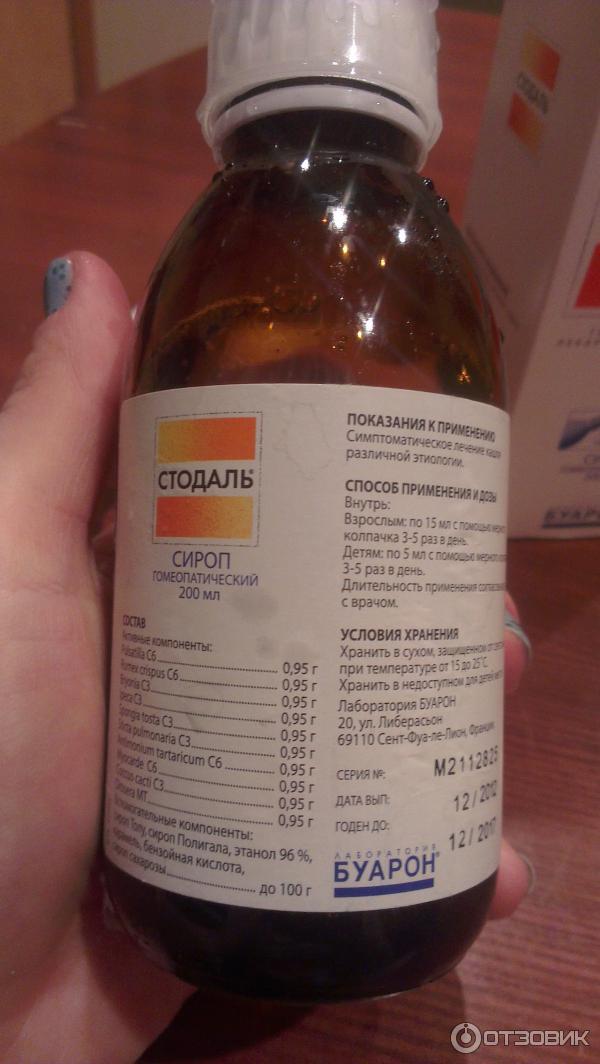 СТОДАЛЬ®
СИРОП
ГОМЕОПАТИЧЕСКИЙ
200 мл
СОСТАВ
Активные компоненты:
Pulsatilla C6 0,95 г
Rumex crispus C6 0,95 г
Bryonia C3 0,95 г
Ipeca C3 0,95 г
Spongia tosta C3 0,95 г
Sticta pulmonaria C3 0,95 г
Antimonium tartaricum C6 0,95 г
Myocarde C6 0,95 г
Coccus cacti C3 0,95 г
Drosera MT 0,95 г
Вспомогательные компоненты:
Сироп Толу, сироп Полигала, этанол 96 %,
карамель, бензойная кислота,
сироп сахарозы до 100 г
ПОКАЗАНИЯ К ПРИМЕНЕНИЮ
Симптоматическое лечение кашля
различной этиологии.
СПОСОБ ПРИМЕНЕНИЯ И ДОЗЫ
Внутрь:
Взрослым: по 15 мл с помощью мерного
колпачка 3-5 раз в день.
Детям: по 5 мл с помощью мерного
3-5 раз в день.
Длительность применения
с врачом.
УСЛОВИЯ ХРАНЕНИЯ
Хранить в сухом, защищенном от света
при температуре от 15 до 25°С.
Хранить в недоступном для детей месте
Лаборатория БУАРОН
20, ул. Либерасьон
69110 Сент-Фуа-ле-Лион, Франция
СЕРИЯ №: M2112825
ДАТА ВЫП: 12/2012
ГОДЕН ДО: 12/2017
ЛАБОРАТОРИЯ
БУАРОН®
СТОДАЛЬ
БУАРОН
ОТЗОВИК